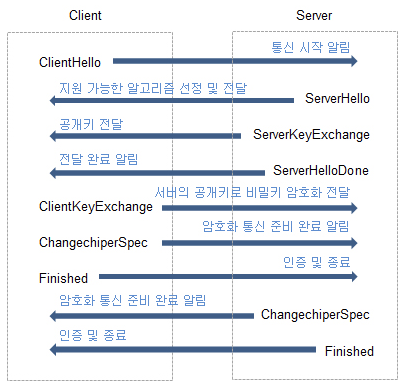 Client Server
통신 시작 알림
ClientHello
지원 가능한 알고리즘 선정 및 전달
ServerHello
공개키 전달
ServerKeyExchange
전달 완료 알림
ServerHelloDone
서버의 공개키로 비밀키 암호화 전달
ClientKeyExchange
암호화 통신 준비 완료 알림
ChangechiperSpec
인증 및 종료
Finished
암호화 통신 준비 완료 알림
ChangechiperSpec
인증 및 종료
Finished